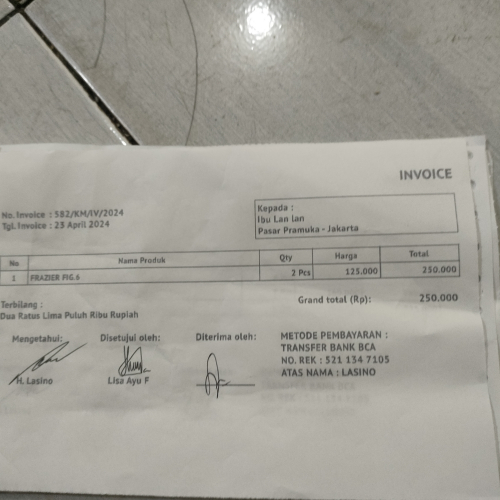 INVOICE
No. Invoice : 582/KM/IV/2024
Tgl. Invoice : 23 April 2024
Kepada :
Ibu Lan lan
Pasar Pramuka - Jakarta
No Nama Produk Qty Harga Total
1 FRAZIER FIG.6 2 Pcs 125.000 250.000
Terbilang :
Dua Ratus Lima Puluh Ribu Rupiah
Grand total (Rp): 250.000
Mengetahui: Disetujui oleh: Diterima oleh:
H. Lasino Lisa Ayu F
METODE PEMBAYARAN :
TRANSFER BANK BCA
NO. REK : 521 134 7105
ATAS NAMA : LASINO